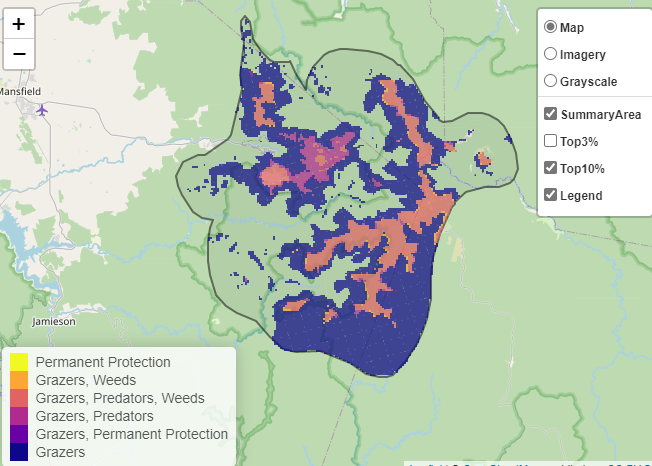 +
−
Mansfield
Jamieson
Map
Imagery
Grayscale
SummaryArea
Top3%
Top10%
Legend
Permanent Protection
Grazers, Weeds
Grazers, Predators, Weeds
Grazers, Predators
Grazers, Permanent Protection
Grazers